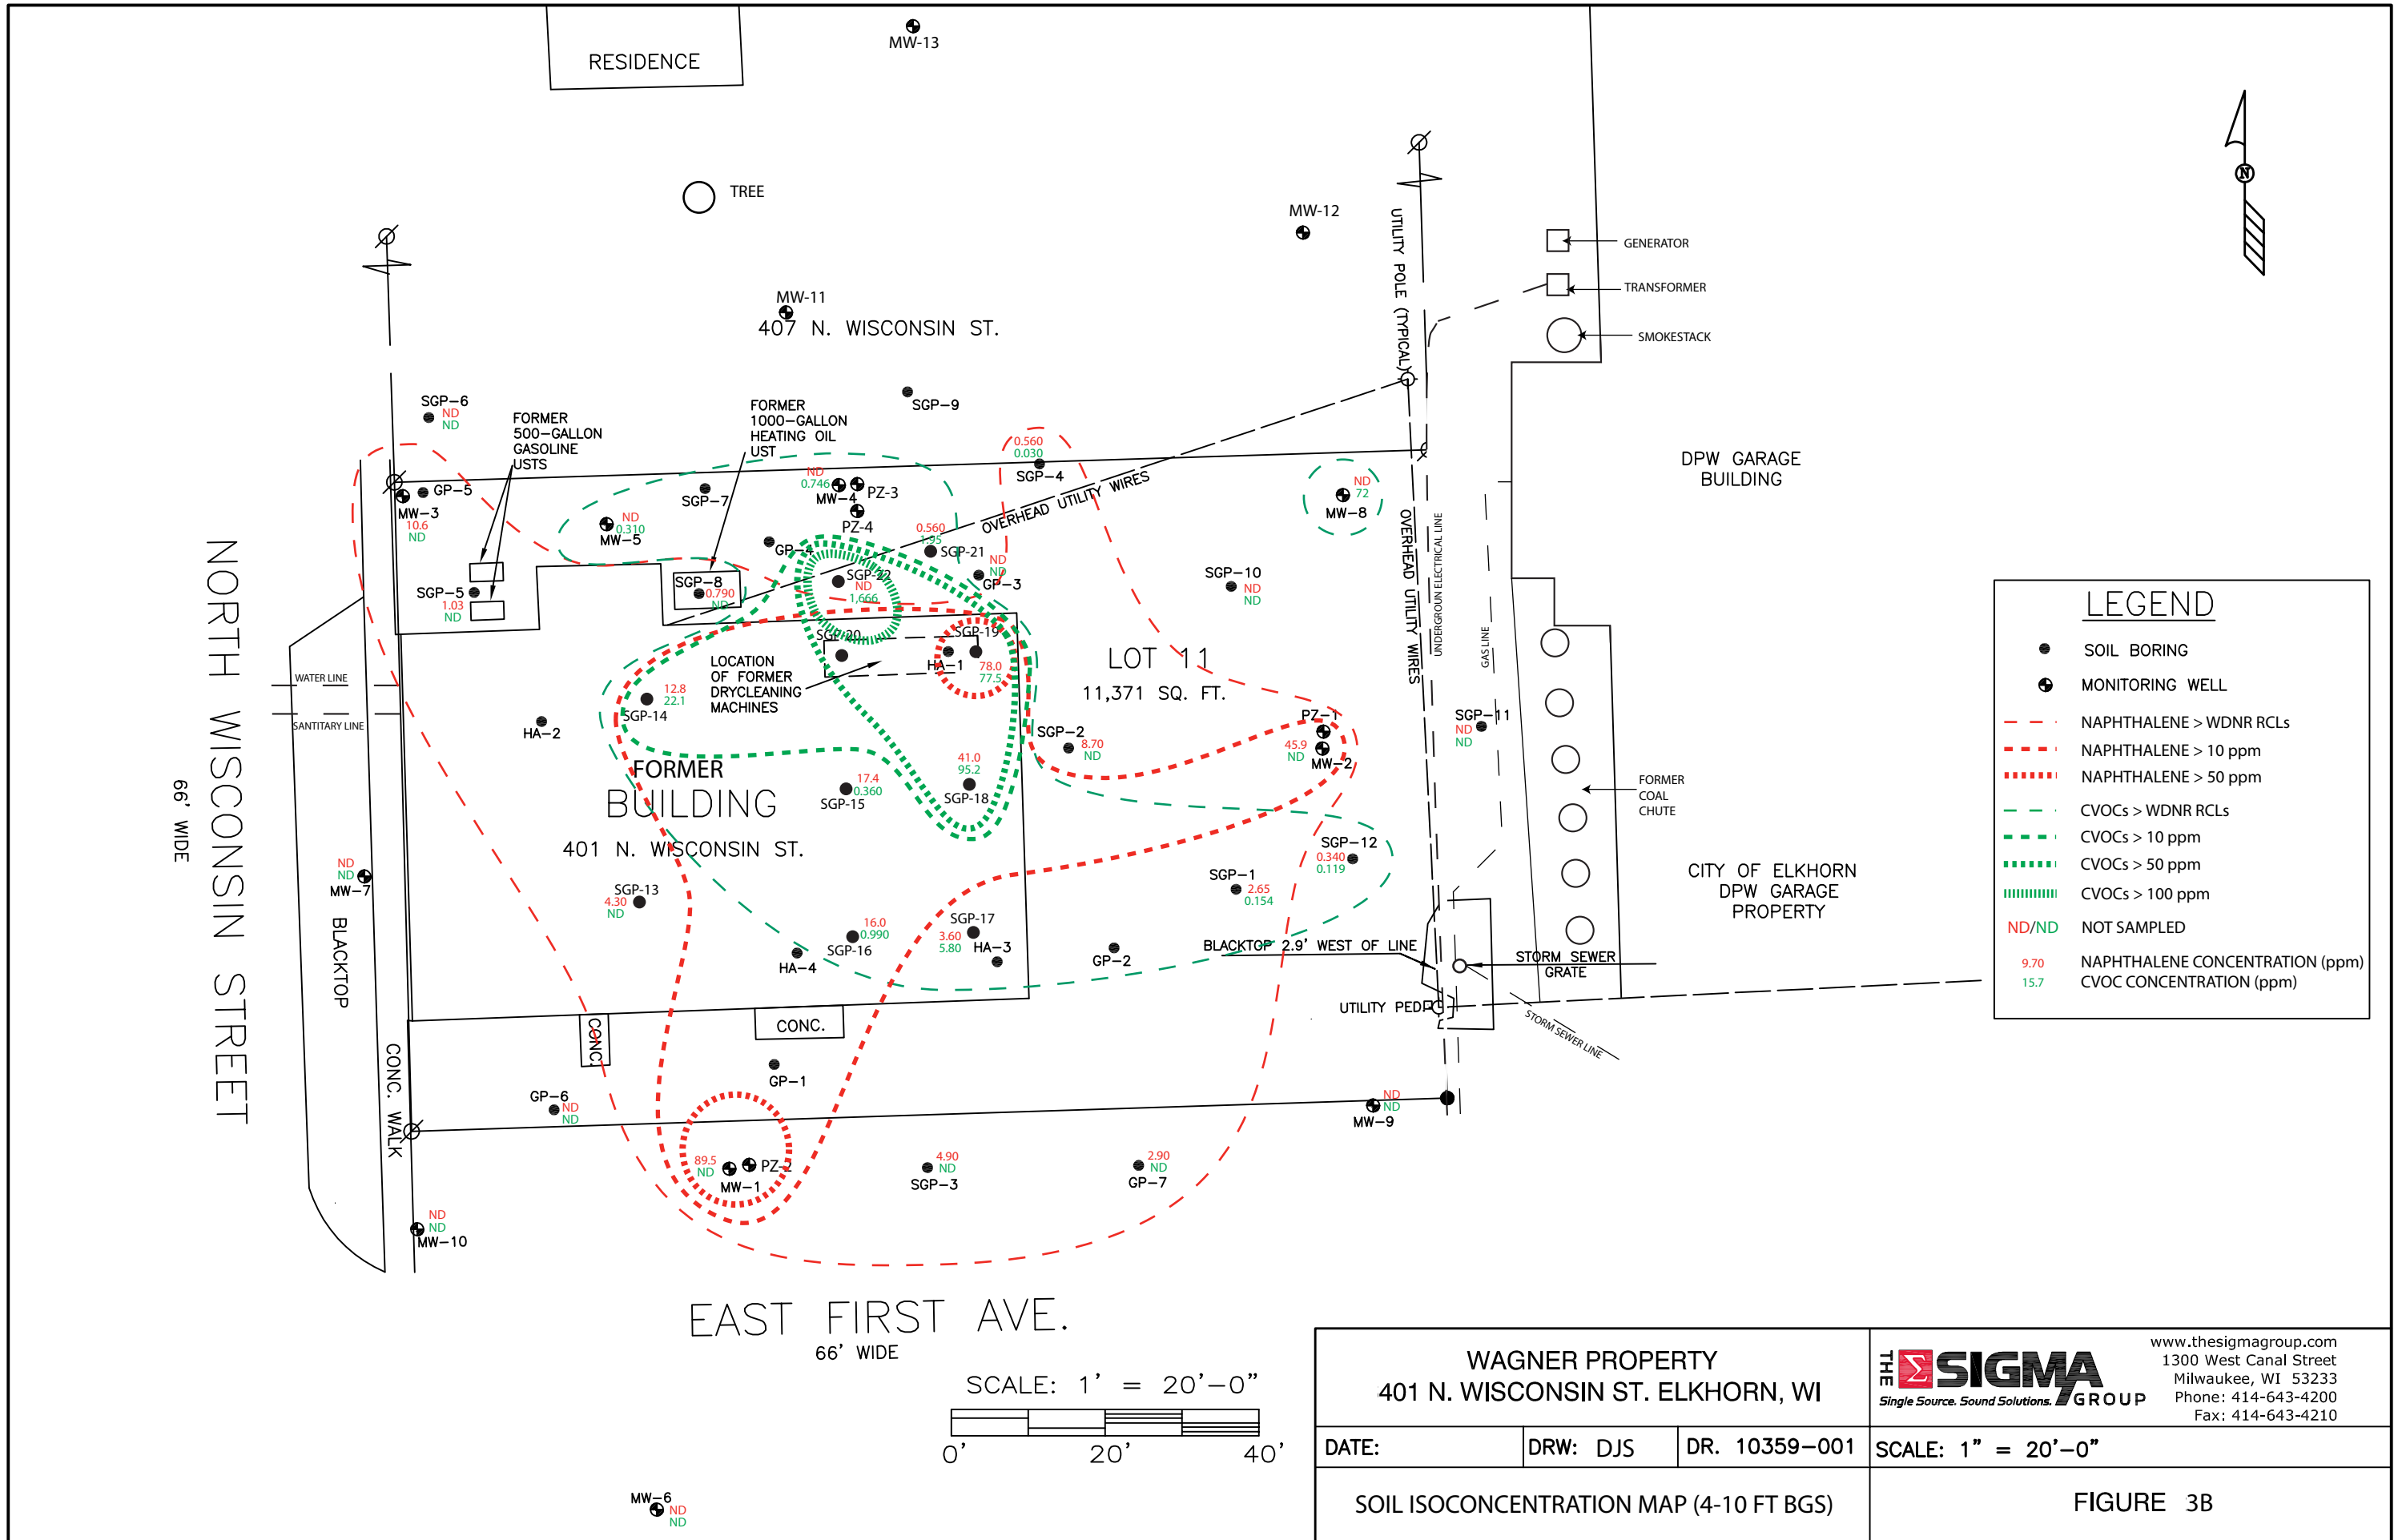 MW-13
RESIDENCE
TREE
MW-12
UTILITY POLE (TYPICAL)
GENERATOR
TRANSFORMER
SMOKESTACK
MW-11
407 N. WISCONSIN ST.
SGP-6
ND
ND
FORMER
500-GALLON
GASOLINE
USTS
FORMER
1000-GALLON
HEATING OIL
UST
SGP-9
0.560
0.030
SGP-4
OVERHEAD UTILITY WIRES
DPW GARAGE
BUILDING
GP-5
MW-3
10.6
ND
SGP-7
ND
0.746
MW-4
PZ-3
PZ-4
ND
0.310
MW-5
GP-4
0.560
1.95
SGP-21
ND
ND
GP-3
ND
72
MW-8
OVERHEAD UTILITY WIRES
UNDERGROUN ELECTRICAL LINE
GAS LINE
SGP-5
1.03
ND
SGP-8
0.790
ND
SGP-22
ND
1,666
SGP-10
ND
ND
SGP-20
SGP-19
HA-1
78.0
77.5
LOCATION
OF FORMER
DRYCLEANING
MACHINES
LOT 11
11,371 SQ. FT.
WATER LINE
SANTITARY LINE
NORTH WISCONSIN STREET
66' WIDE
HA-2
12.8
22.1
SGP-14
SGP-2
8.70
ND
PZ-1
45.9
ND
MW-2
SGP-11
ND
ND
FORMER
BUILDING
401 N. WISCONSIN ST.
17.4
0.360
SGP-15
41.0
95.2
SGP-18
FORMER
COAL
CHUTE
SGP-12
0.340
0.119
SGP-1
2.65
0.154
CITY OF ELKHORN
DPW GARAGE
PROPERTY
ND
ND
MW-7
BLACKTOP
SGP-13
4.30
ND
16.0
0.990
SGP-16
HA-4
SGP-17
3.60
5.80
HA-3
GP-2
BLACKTOP 2.9' WEST OF LINE
STORM SEWER
GRATE
UTILITY PED.
STORM SEWER LINE
CONC. WALK
CONC.
CONC.
GP-1
GP-6
ND
ND
89.5
ND
PZ-2
MW-1
4.90
ND
SGP-3
2.90
ND
GP-7
ND
ND
MW-9
ND
ND
MW-10
EAST FIRST AVE.
66' WIDE
SCALE: 1' = 20'-0"
0'
20'
40'
MW-6
ND
ND
N
LEGEND
SOIL BORING
MONITORING WELL
NAPHTHALENE > WDNR RCLs
NAPHTHALENE > 10 ppm
NAPHTHALENE > 50 ppm
CVOCs > WDNR RCLs
CVOCs > 10 ppm
CVOCs > 50 ppm
CVOCs > 100 ppm
ND/ND NOT SAMPLED
9.70 NAPHTHALENE CONCENTRATION (ppm)
15.7 CVOC CONCENTRATION (ppm)
WAGNER PROPERTY
401 N. WISCONSIN ST. ELKHORN, WI
THE Σ SIGMA GROUP
Single Source. Sound Solutions.
www.thesigmagroup.com
1300 West Canal Street
Milwaukee, WI 53233
Phone: 414-643-4200
Fax: 414-643-4210
DATE:
DRW: DJS
DR. 10359-001
SCALE: 1" = 20'-0"
SOIL ISOCONCENTRATION MAP (4-10 FT BGS)
FIGURE 3B